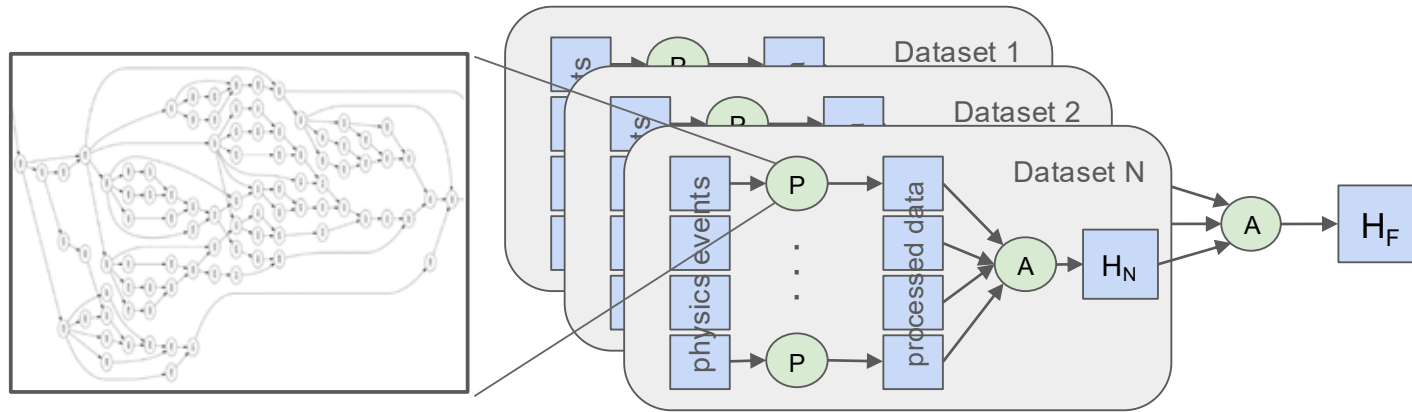 Dataset 1
P
Dataset 2
P
Dataset N
physics events
P
.
.
.
P
processed data
A
H_N
A
H_F